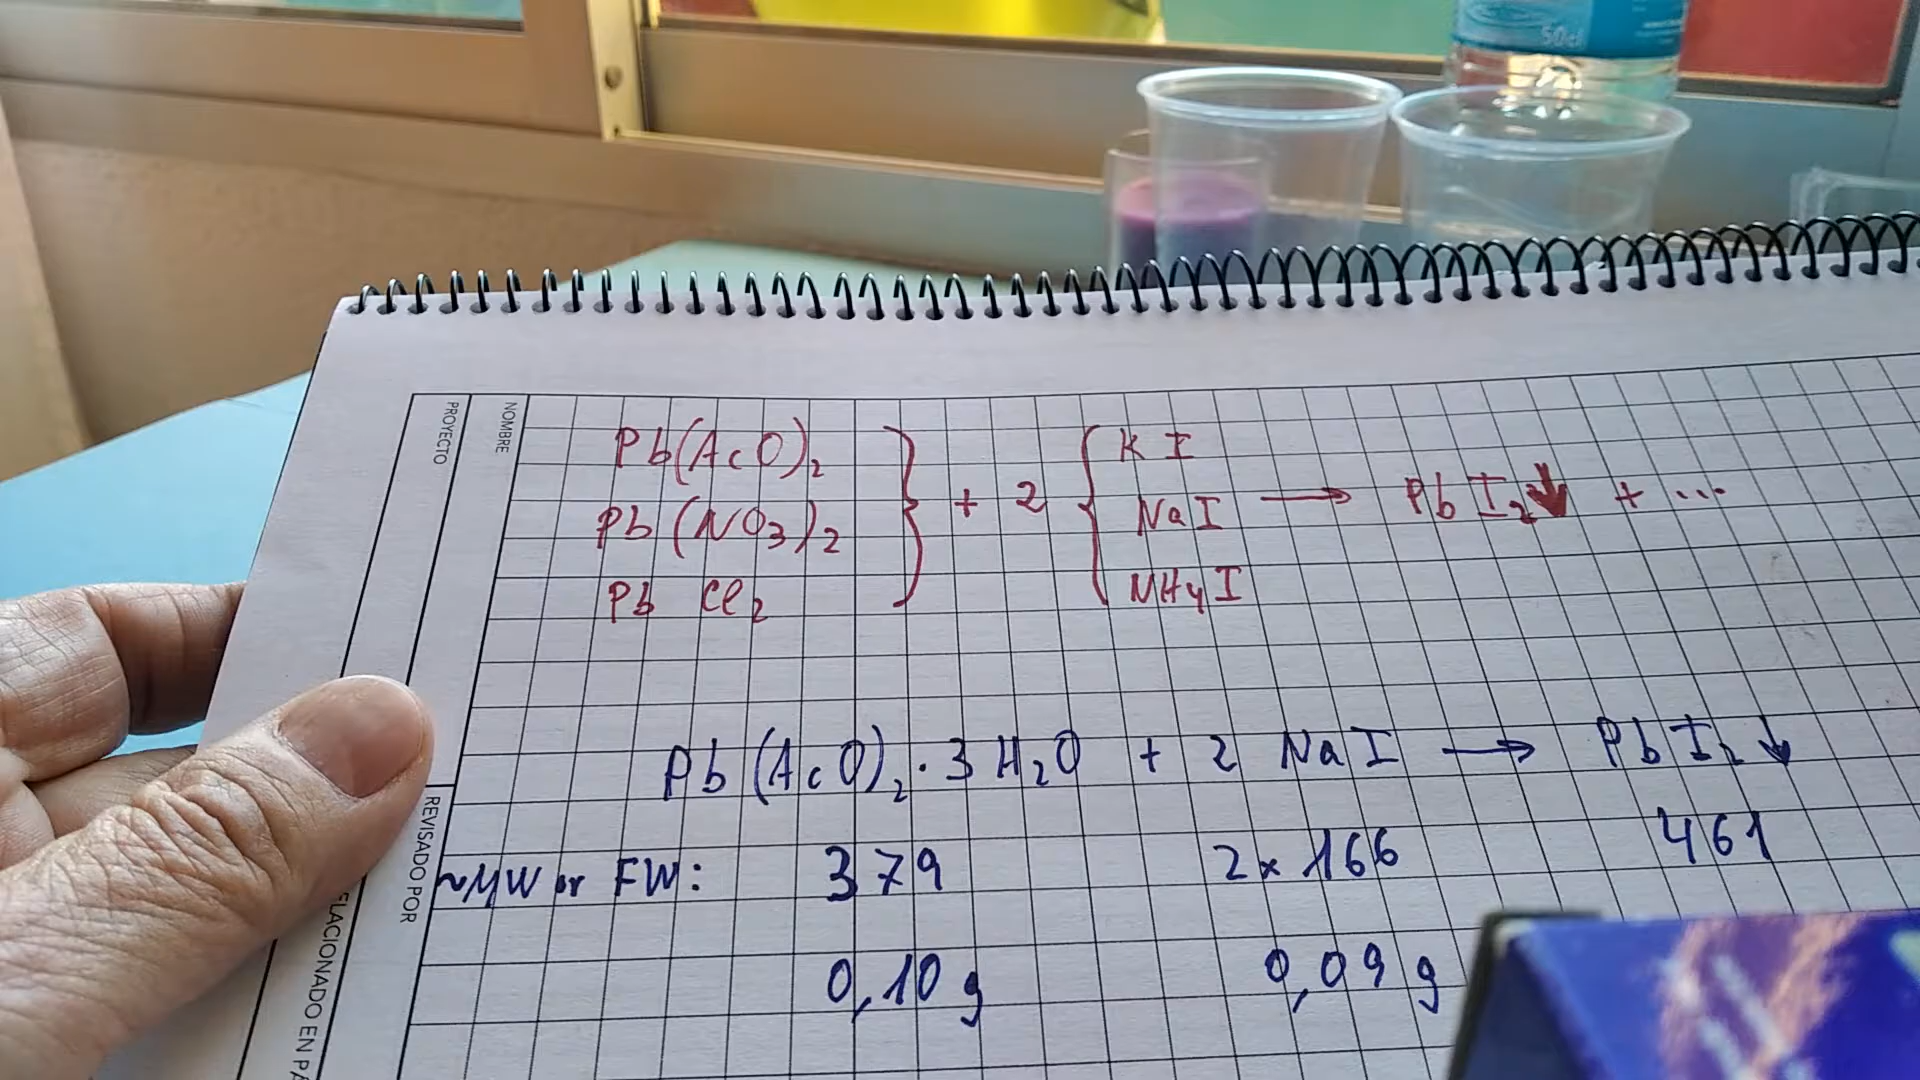 50cl
PROYECTO
NOMBRE
Pb(AcO)₂
Pb(NO₃)₂
PbCl₂
} + 2 {
KI
NaI
NH₄I
→ PbI₂↓ + ...
Pb(AcO)₂·3H₂O + 2 NaI → PbI₂↓
~MW or FW: 379 2x166 461
0,10 g 0,09 g
REVISADO POR